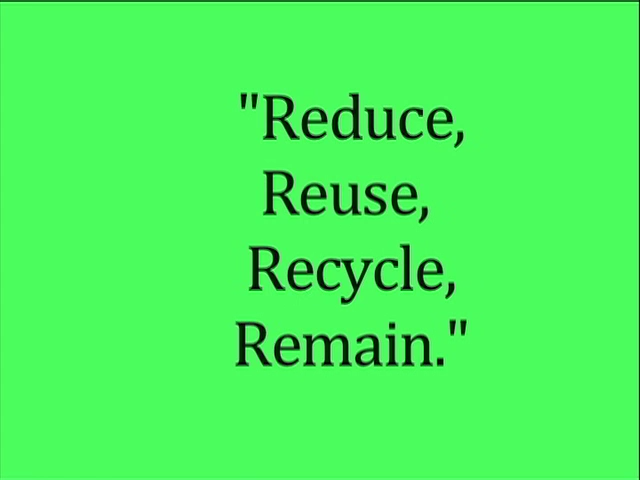 "Reduce,
Reuse,
Recycle,
Remain."